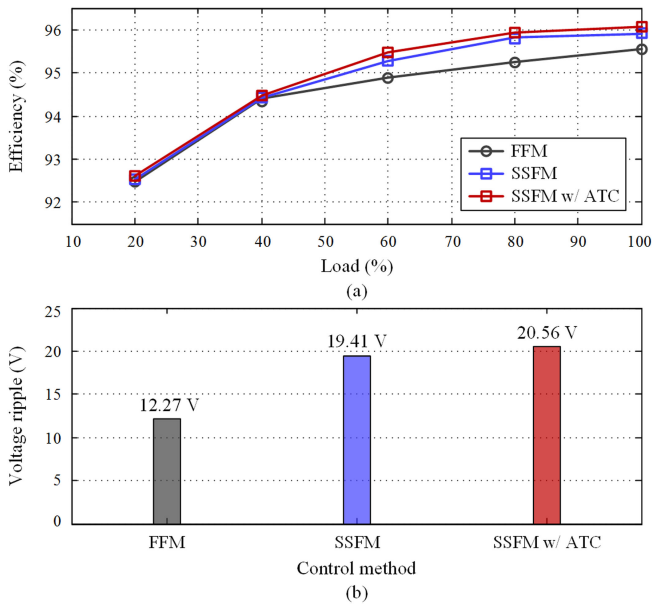 96
95
94
93
92
Efficiency (%)
FFM
SSFM
SSFM w/ ATC
10 20 30 40 50 60 70 80 90 100
Load (%)
(a)
25
20
15
10
5
0
Voltage ripple (V)
12.27 V
19.41 V
20.56 V
FFM SSFM SSFM w/ ATC
Control method
(b)